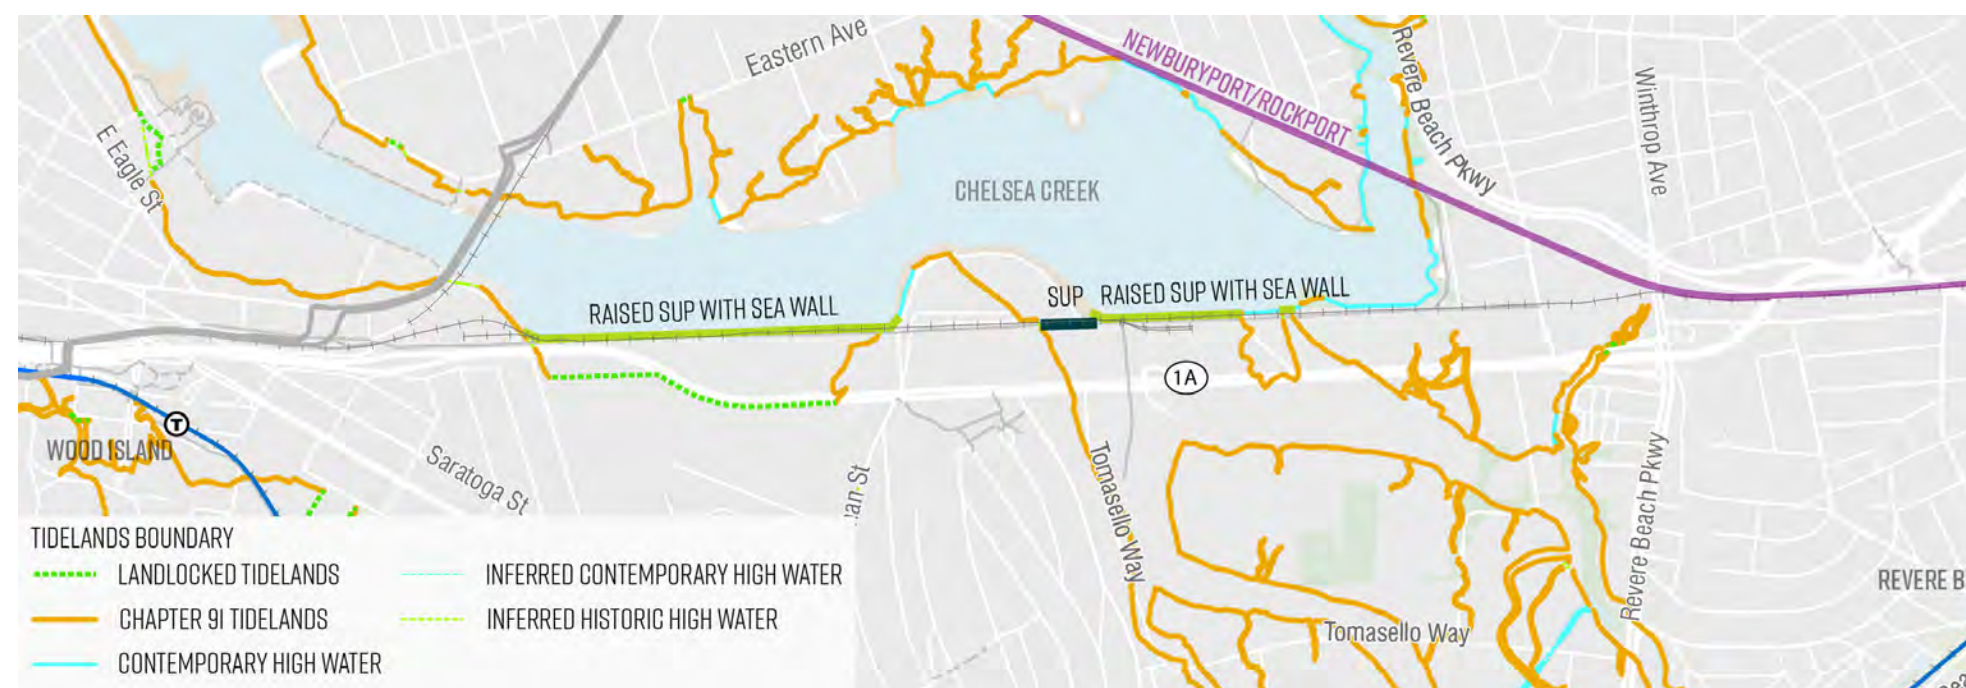 Eastern Ave
NEWBURYPORT/ROCKPORT
Revere Beach Pkwy
Winthrop Ave
E Eagle St
CHELSEA CREEK
RAISED SUP WITH SEA WALL
SUP
RAISED SUP WITH SEA WALL
1A
T
WOOD ISLAND
Saratoga St
nan St
Tomasello Way
Revere Beach Pkwy
REVERE B
Tomasello Way
TIDELANDS BOUNDARY
LANDLOCKED TIDELANDS
CHAPTER 91 TIDELANDS
CONTEMPORARY HIGH WATER
INFERRED CONTEMPORARY HIGH WATER
INFERRED HISTORIC HIGH WATER